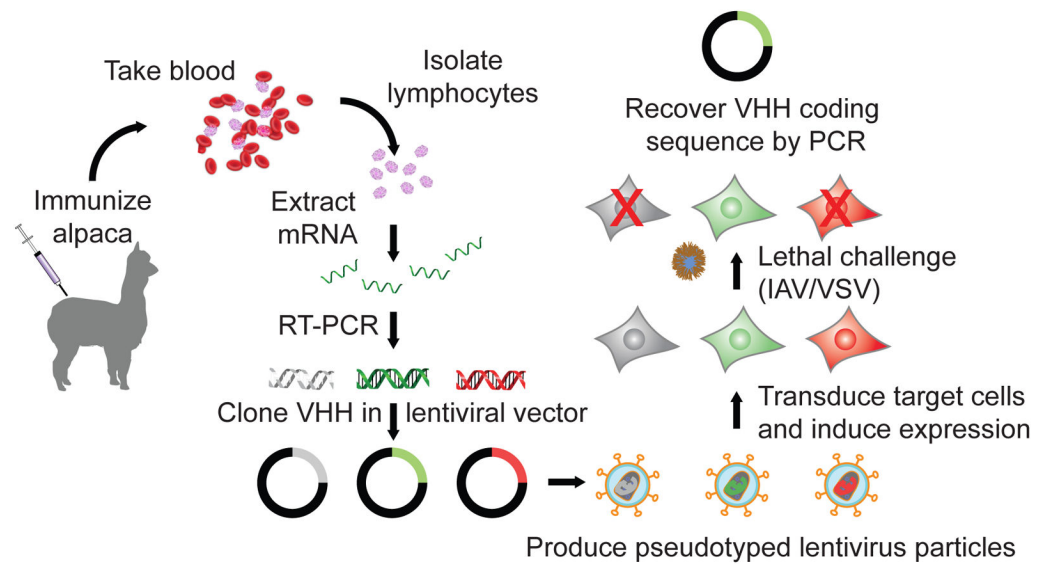 Take blood
Isolate
lymphocytes
Immunize
alpaca
Extract
mRNA
RT-PCR
Clone VHH in lentiviral vector
Produce pseudotyped lentivirus particles
Transduce target cells
and induce expression
Lethal challenge
(IAV/VSV)
X
X
Recover VHH coding
sequence by PCR